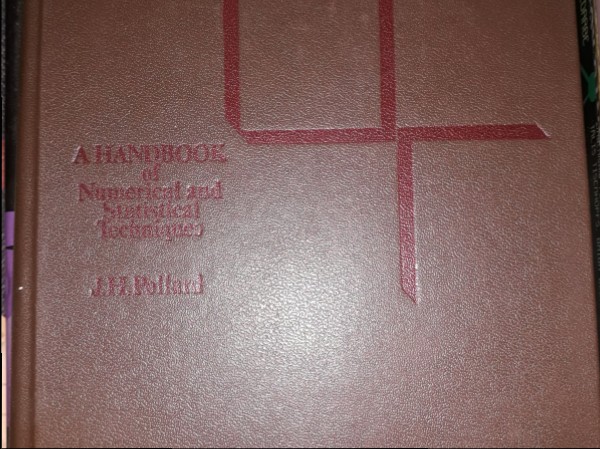 A HANDBOOK
of
Numerical and
Statistical
Techniques
J.H. Pollard